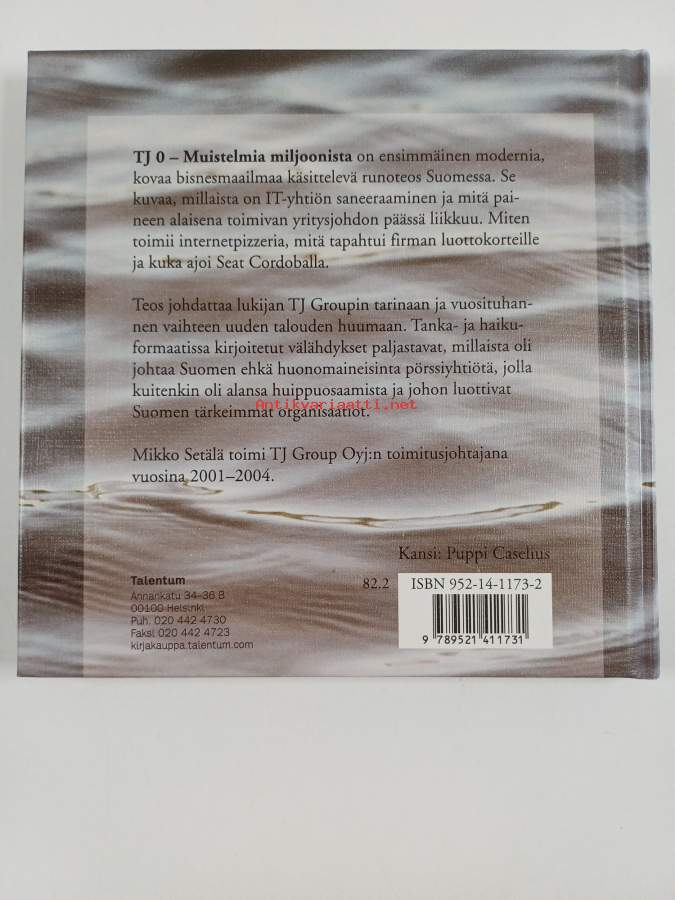 TJ 0 – Muistelmia miljoonista on ensimmäinen modernia,
kovaa bisnesmaailmaa käsittelevä runoteos Suomessa. Se
kuvaa, millaista on IT-yhtiön saneeraaminen ja mitä pai-
neen alaisena toimivan yritysjohdon päässä liikkuu. Miten
toimii internetpizzeria, mitä tapahtui firman luottokorteille
ja kuka ajoi Seat Cordoballa.
Teos johdattaa lukijan TJ Groupin tarinaan ja vuosituhan-
nen vaihteen uuden talouden huumaan. Tanka- ja haiku-
formaatissa kirjoitetut välähdykset paljastavat, millaista oli
johtaa Suomen ehkä huonomaineisinta pörssiyhtiötä, jolla
kuitenkin oli alansa huippuosaamista ja johon luottivat
Antikvariaatti.net
Suomen tärkeimmät organisaatiot.
Mikko Setälä toimi TJ Group Oyj:n toimitusjohtajana
vuosina 2001–2004.
Kansi: Puppi Caselius
Talentum
Annankatu 34–36 B
00100 Helsinki
Puh. 020 442 4730
Faksi 020 442 4723
kirjakauppa.talentum.com
82.2
ISBN 952-14-1173-2
9 789521 411731